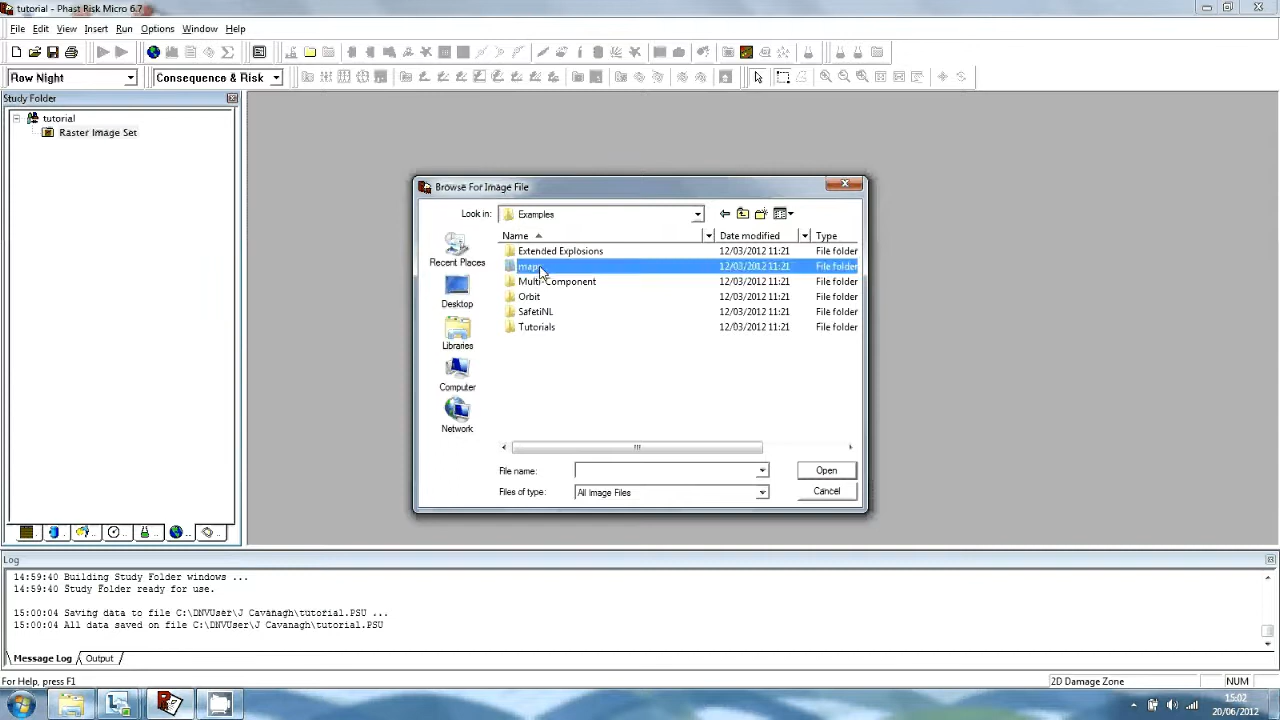 tutorial - Phast Risk Micro 6.7
File Edit View Insert Run Options Window Help
Row Night
Consequence & Risk
Study Folder
tutorial
Raster Image Set
Browse For Image File
Look in: Examples
Name Date modified Type
Extended Explosions 12/03/2012 11:21 File folder
maps 12/03/2012 11:21 File folder
Multi-Component 12/03/2012 11:21 File folder
Orbit 12/03/2012 11:21 File folder
SafetiNL 12/03/2012 11:21 File folder
Tutorials 12/03/2012 11:21 File folder
Recent Places
Desktop
Libraries
Computer
Network
File name: Open
Files of type: All Image Files Cancel
Log
14:59:40 Building Study Folder windows ...
14:59:40 Study Folder ready for use.
15:00:04 Saving data to file C:\DNVUser\J Cavanagh\tutorial.PSU ...
15:00:04 All data saved on file C:\DNVUser\J Cavanagh\tutorial.PSU
Message Log Output
For Help, press F1
2D Damage Zone
NUM
15:02
20/06/2012